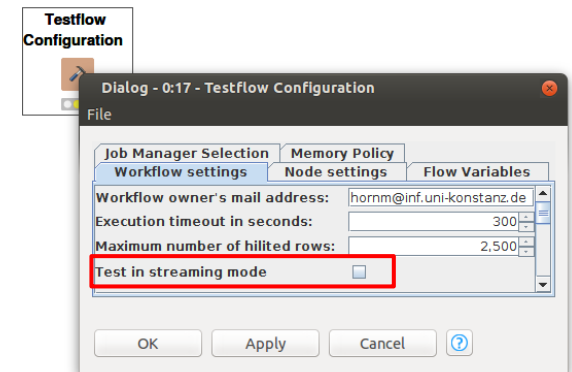 Testflow
Configuration
Dialog - 0:17 - Testflow Configuration
File
Job Manager Selection Memory Policy
Workflow settings Node settings Flow Variables
Workflow owner's mail address: hornm@inf.uni-konstanz.de
Execution timeout in seconds: 300
Maximum number of hilited rows: 2,500
Test in streaming mode
OK Apply Cancel ?